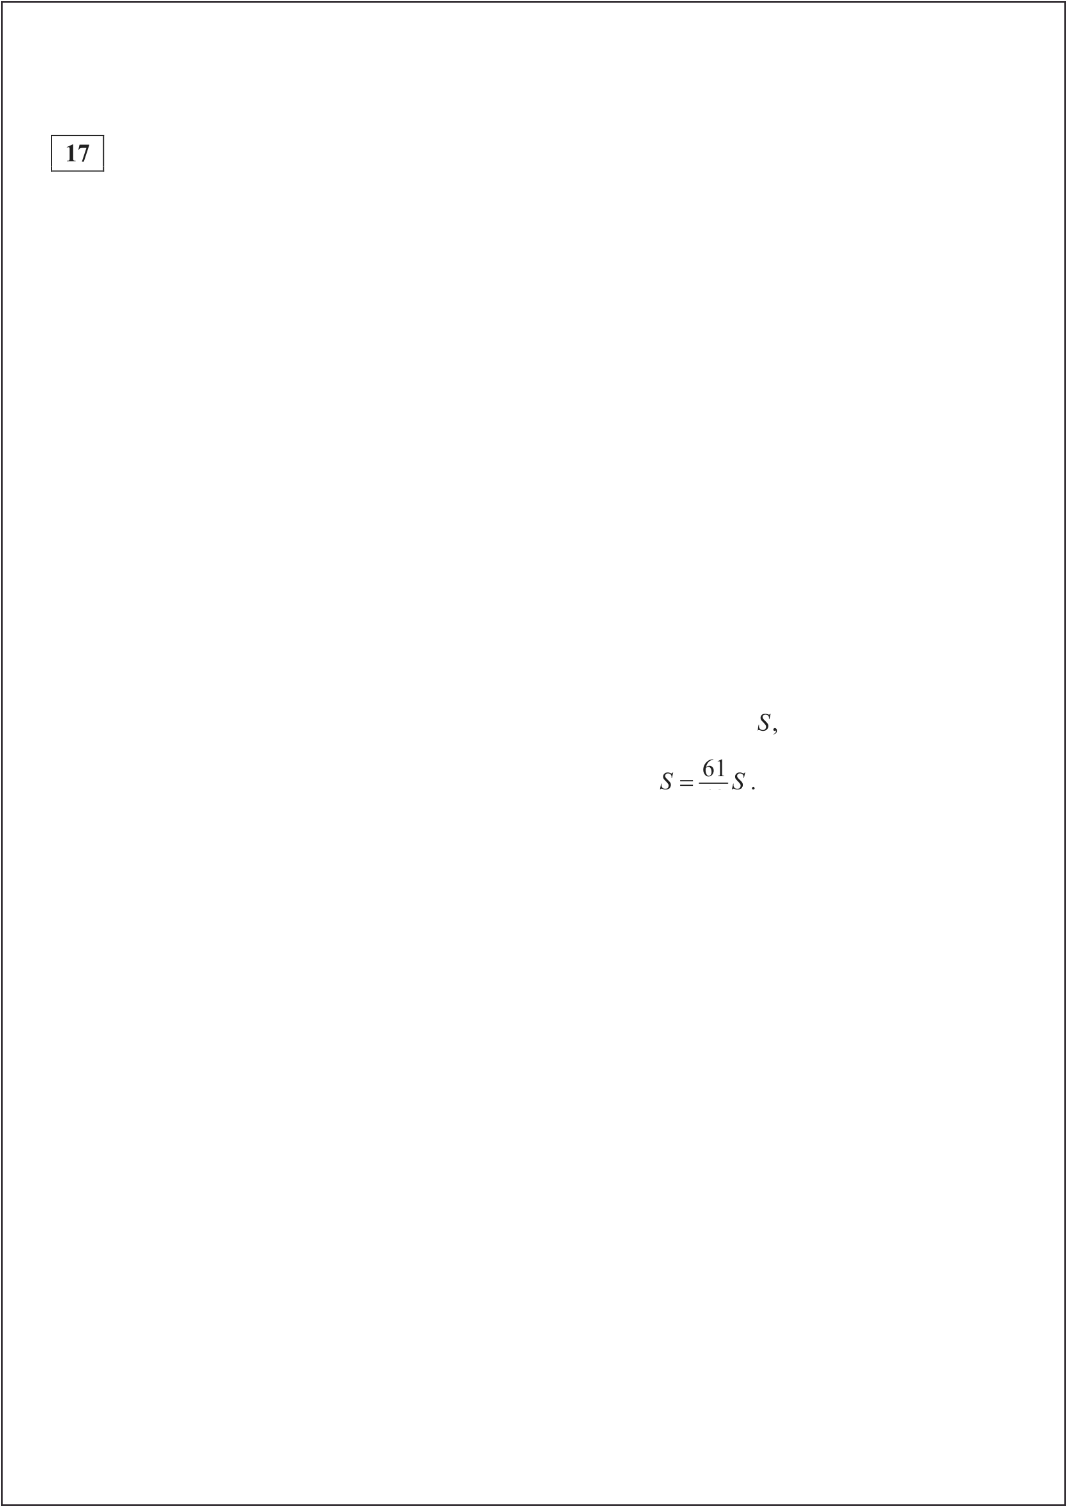 17
S,
S = 61/ S .